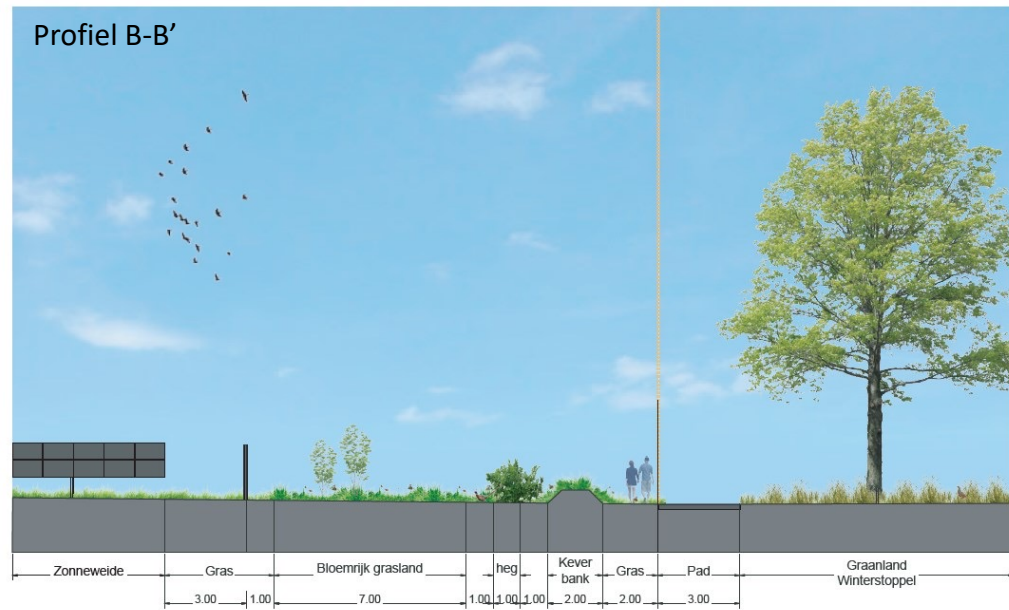 Profiel B-B’
Zonneweide
Gras
Bloemrijk grasland
heg
Kever
bank
Gras
Pad
Graanland
Winterstoppel
3.00
1.00
7.00
1.00
1.00
1.00
2.00
2.00
3.00